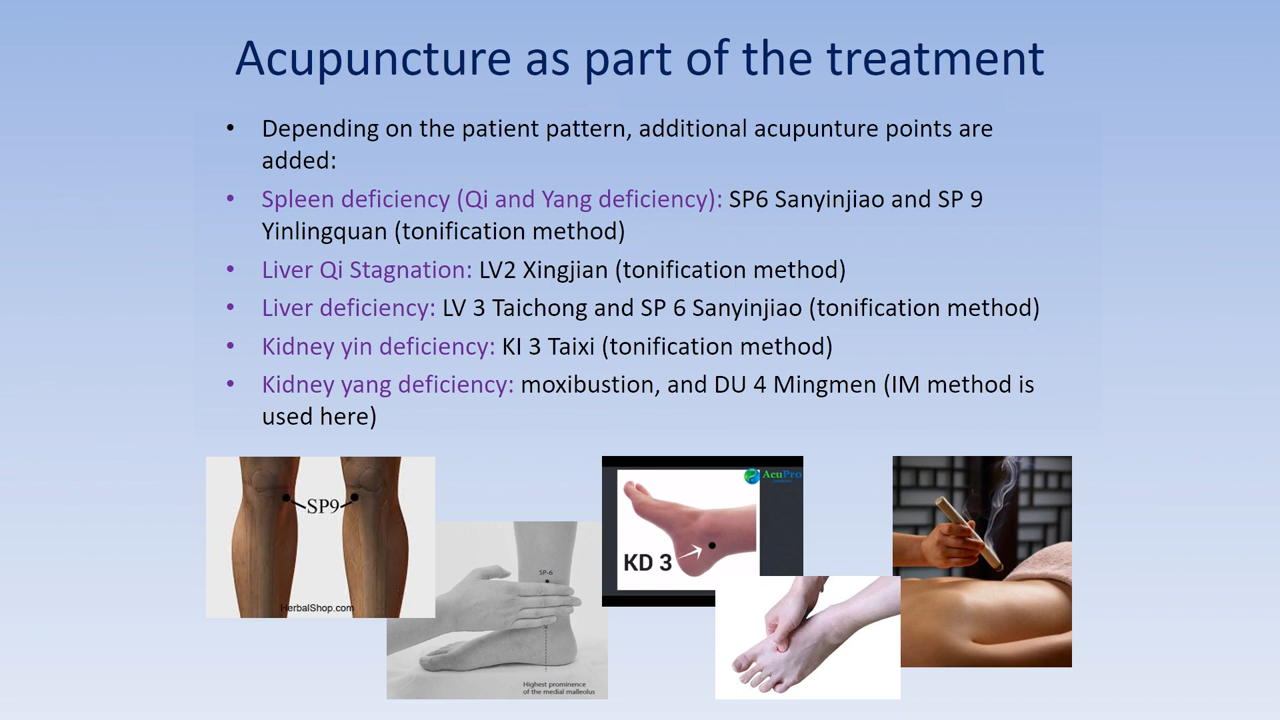 Acupuncture as part of the treatment
• Depending on the patient pattern, additional acupunture points are
added:
• Spleen deficiency (Qi and Yang deficiency): SP6 Sanyinjiao and SP 9
Yinlingquan (tonification method)
• Liver Qi Stagnation: LV2 Xingjian (tonification method)
• Liver deficiency: LV 3 Taichong and SP 6 Sanyinjiao (tonification method)
• Kidney yin deficiency: KI 3 Taixi (tonification method)
• Kidney yang deficiency: moxibustion, and DU 4 Mingmen (IM method is
used here)
SP9
HerbalShop.com
SP-6
Highest prominence
of the medial malleolus
AcuPro
KD 3